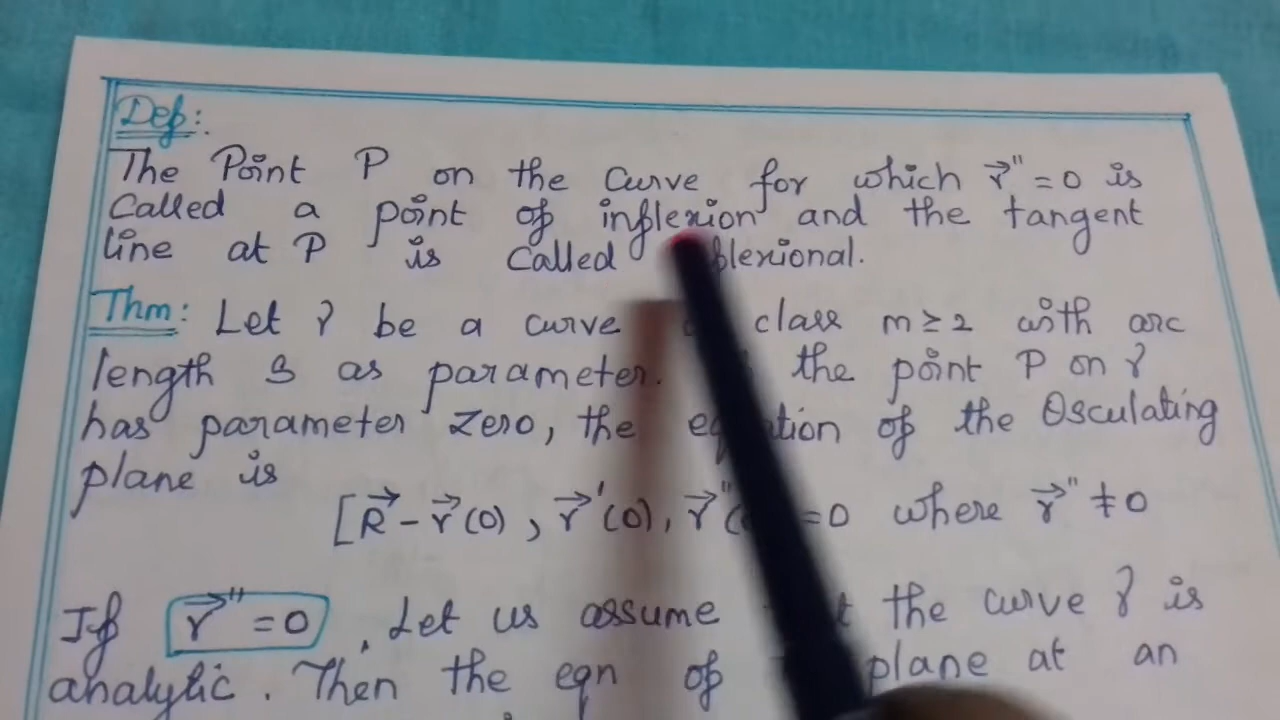 Def:
The Point P on the curve for which r⃗" = 0 is
called a point of inflexion and the tangent
line at P is called flexional.
Thm: Let γ be a curve class m ≥ 2 with arc
length S as parameter. the point P on γ
has parameter zero, the equation of the Osculating
plane is
[R⃗ - r⃗(0), r⃗'(0), r⃗"( = 0 where r⃗" ≠ 0
If r⃗" = 0, Let us assume the curve γ is
analytic. Then the eqn of plane at an